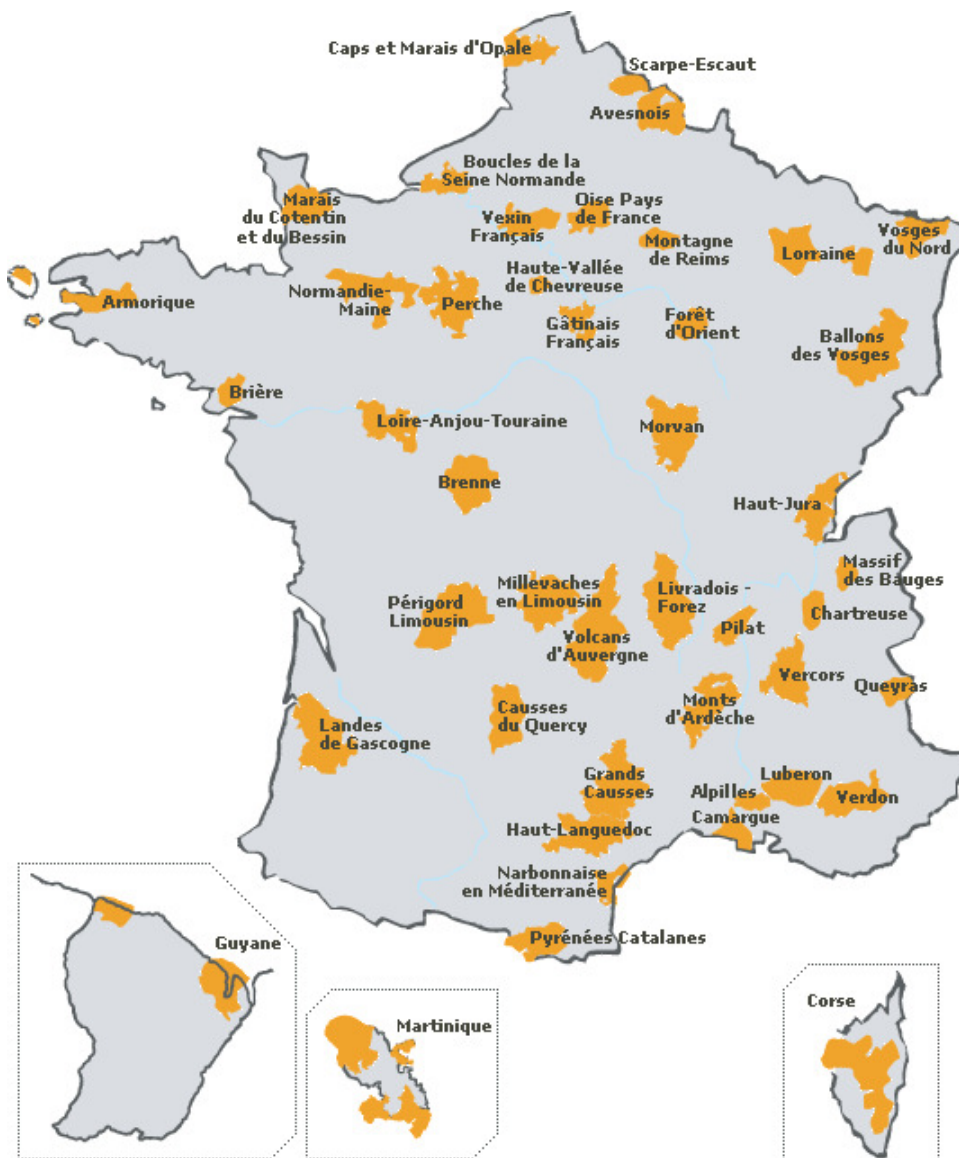 Caps et Marais d'Opale
Scarpe-Escaut
Avesnois
Boucles de la
Seine Normande
Marais
du Cotentin
et du Bessin
Vexin
Français
Oise Pays
de France
Montagne
de Reims
Lorraine
Vosges
du Nord
Armorique
Normandie-
Maine
Perche
Haute-Vallée
de Chevreuse
Gâtinais
Français
Forêt
d'Orient
Ballons
des Vosges
Brière
Loire-Anjou-Touraine
Morvan
Brenne
Haut-Jura
Massif
des Bauges
Périgord
Limousin
Millevaches
en Limousin
Livradois -
Forez
Chartreuse
Pilat
Volcans
d'Auvergne
Vercors
Queyras
Landes
de Gascogne
Causses
du Quercy
Monts
d'Ardèche
Grands
Causses
Luberon
Alpilles
Verdon
Camargue
Haut-Languedoc
Narbonnaise
en Méditerranée
Pyrénées Catalanes
Guyane
Martinique
Corse